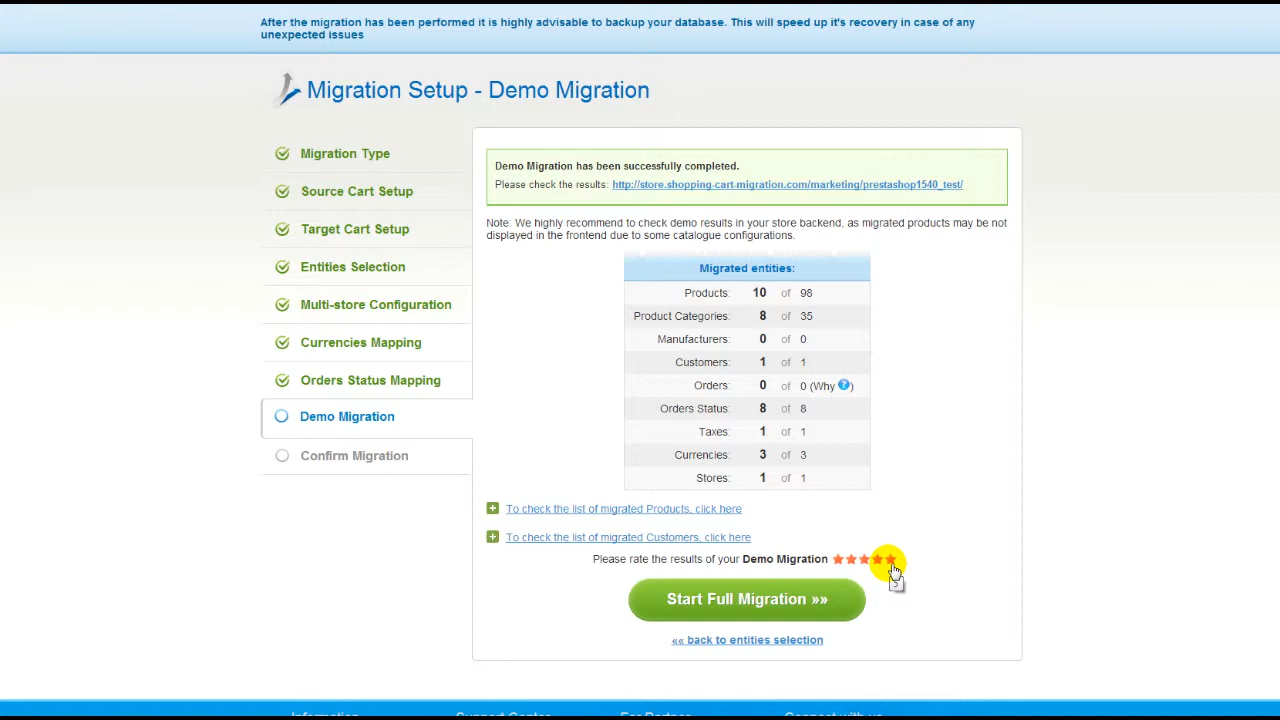 After the migration has been performed it is highly advisable to backup your database. This will speed up it's recovery in case of any
unexpected issues
Migration Setup - Demo Migration
Migration Type
Source Cart Setup
Target Cart Setup
Entities Selection
Multi-store Configuration
Currencies Mapping
Orders Status Mapping
Demo Migration
Confirm Migration
Demo Migration has been successfully completed.
Please check the results: http://store.shopping-cart-migration.com/marketing/prestashop1540_test/
Note: We highly recommend to check demo results in your store backend, as migrated products may be not
displayed in the frontend due to some catalogue configurations.
Migrated entities:
Products: 10 of 98
Product Categories: 8 of 35
Manufacturers: 0 of 0
Customers: 1 of 1
Orders: 0 of 0 (Why ?)
Orders Status: 8 of 8
Taxes: 1 of 1
Currencies: 3 of 3
Stores: 1 of 1
To check the list of migrated Products, click here
To check the list of migrated Customers, click here
Please rate the results of your Demo Migration
5
Start Full Migration »»
«« back to entities selection
Information Support Center For Partner Connect with us